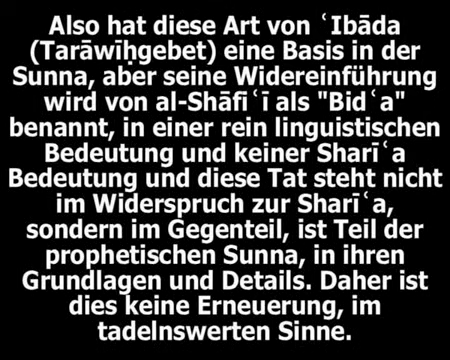 Also hat diese Art von ʿIbāda
(Tarāwīḥgebet) eine Basis in der
Sunna, aber seine Widereinführung
wird von al-Shāfiʿī als "Bidʿa"
benannt, in einer rein linguistischen
Bedeutung und keiner Sharīʿa
Bedeutung und diese Tat steht nicht
im Widerspruch zur Sharīʿa,
sondern im Gegenteil, ist Teil der
prophetischen Sunna, in ihren
Grundlagen und Details. Daher ist
dies keine Erneuerung, im
tadelnswerten Sinne.